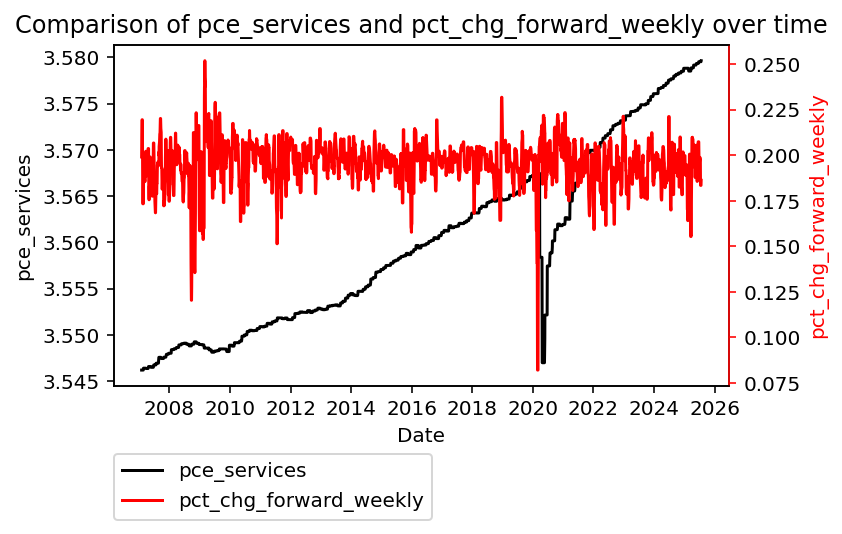 Comparison of pce_services and pct_chg_forward_weekly over time
3.580
3.575
3.570
3.565
3.560
3.555
3.550
3.545
pce_services
0.250
0.225
0.200
0.175
0.150
0.125
0.100
0.075
pct_chg_forward_weekly
2008 2010 2012 2014 2016 2018 2020 2022 2024 2026
Date
pce_services
pct_chg_forward_weekly